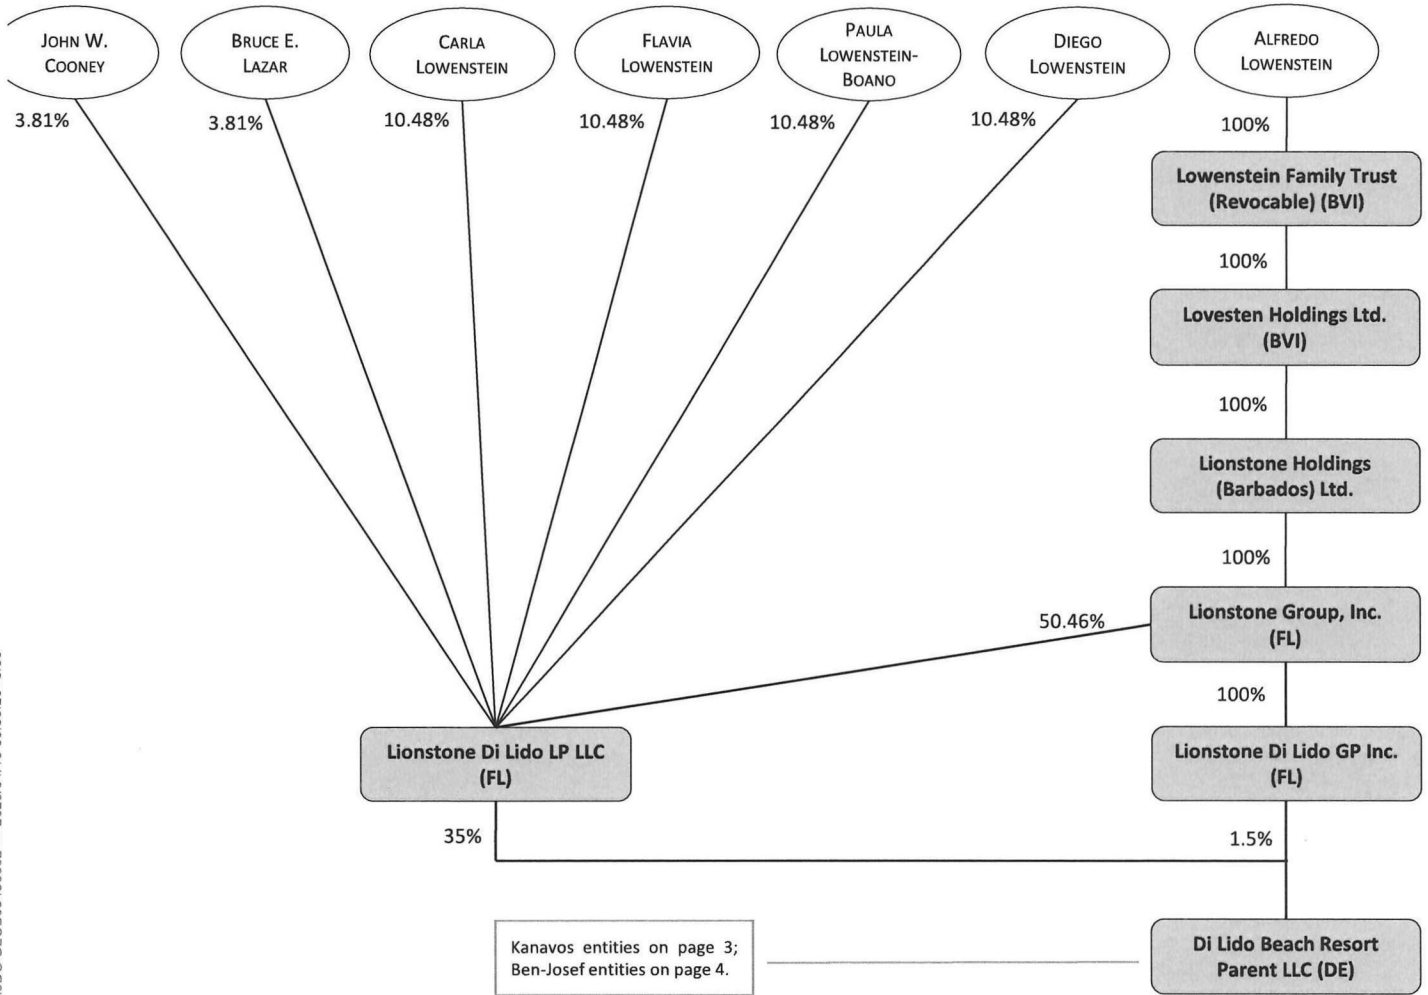 JOHN W.
COONEY
BRUCE E.
LAZAR
CARLA
LOWENSTEIN
FLAVIA
LOWENSTEIN
PAULA
LOWENSTEIN-
BOANO
DIEGO
LOWENSTEIN
ALFREDO
LOWENSTEIN
3.81%
3.81%
10.48%
10.48%
10.48%
10.48%
100%
Lowenstein Family Trust
(Revocable) (BVI)
100%
Lovesten Holdings Ltd.
(BVI)
100%
Lionstone Holdings
(Barbados) Ltd.
100%
50.46%
Lionstone Group, Inc.
(FL)
100%
Lionstone Di Lido LP LLC
(FL)
Lionstone Di Lido GP Inc.
(FL)
35%
1.5%
Kanavos entities on page 3;
Ben-Josef entities on page 4.
Di Lido Beach Resort
Parent LLC (DE)